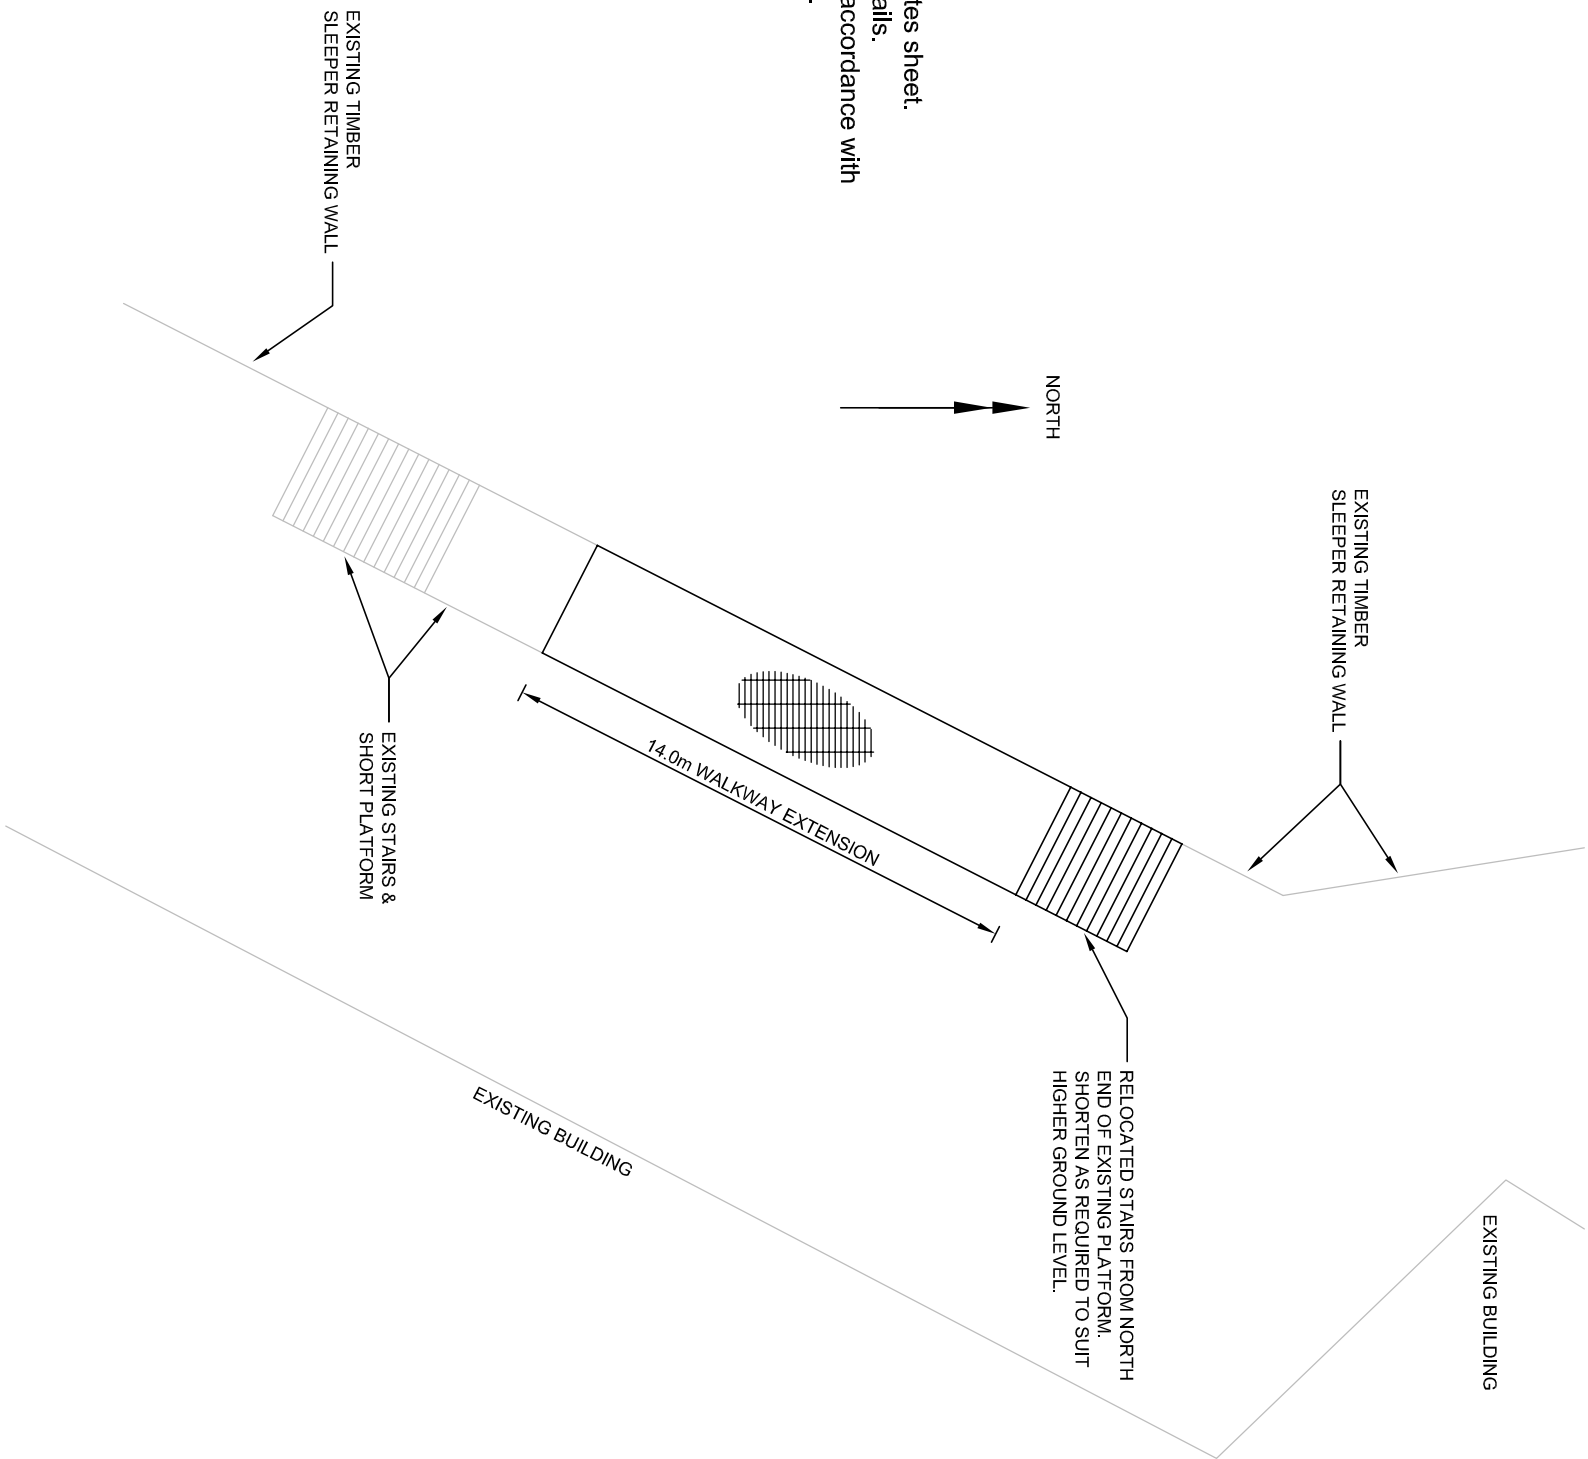 tes sheet.
ails.
accordance with
.
EXISTING TIMBER
SLEEPER RETAINING WALL
NORTH
EXISTING TIMBER
SLEEPER RETAINING WALL
EXISTING STAIRS &
SHORT PLATFORM
14.0m WALKWAY EXTENSION
RELOCATED STAIRS FROM NORTH
END OF EXISTING PLATFORM.
SHORTEN AS REQUIRED TO SUIT
HIGHER GROUND LEVEL.
EXISTING BUILDING
EXISTING BUILDING